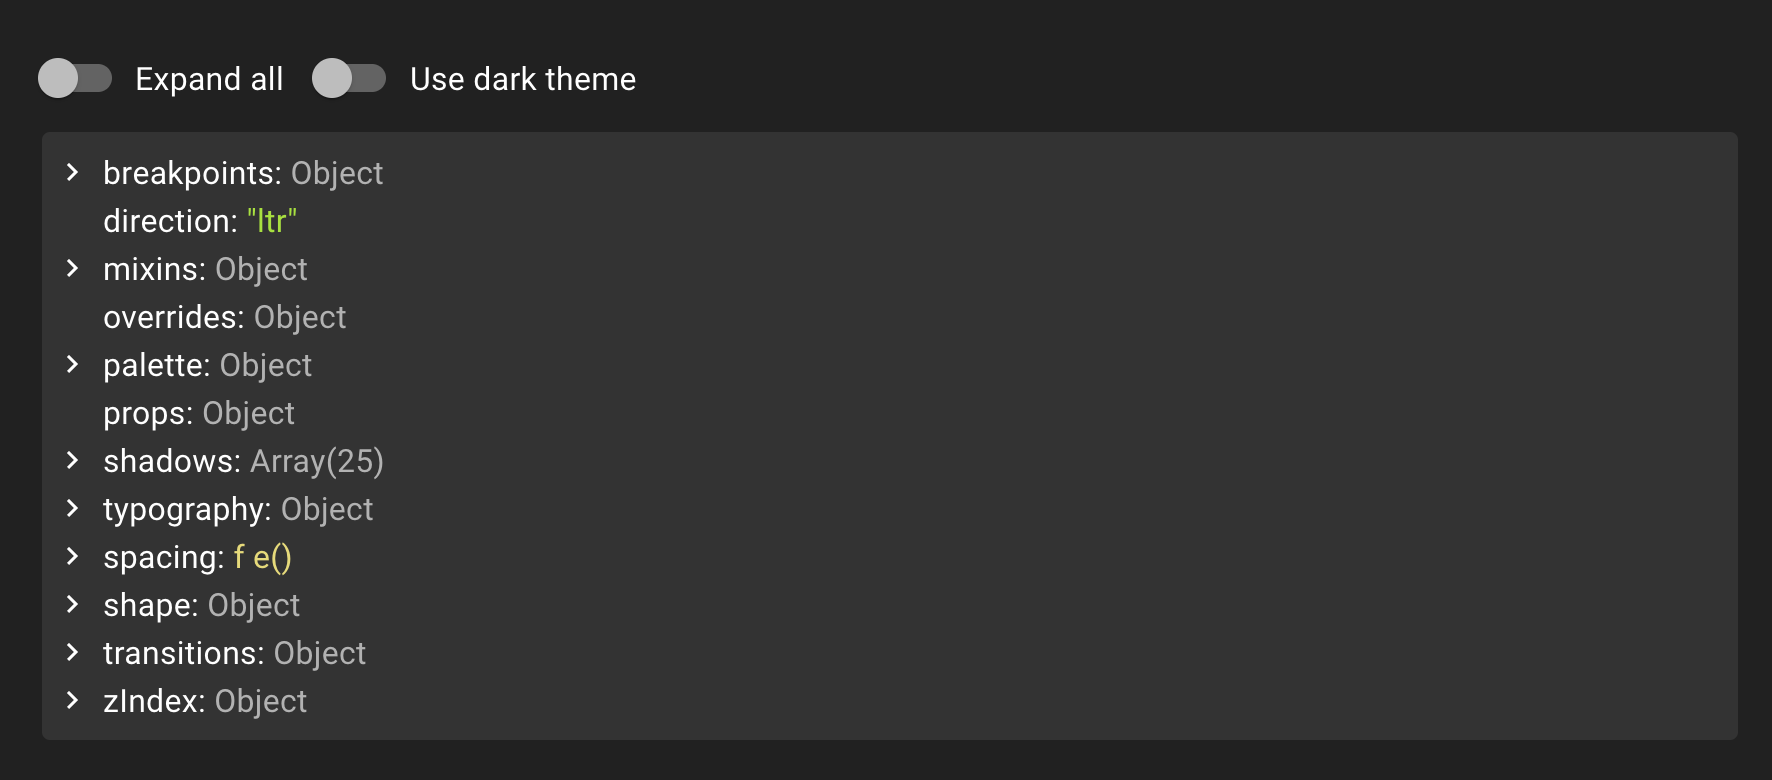 Expand all Use dark theme
breakpoints: Object
direction: "ltr"
mixins: Object
overrides: Object
palette: Object
props: Object
shadows: Array(25)
typography: Object
spacing: f e()
shape: Object
transitions: Object
zIndex: Object